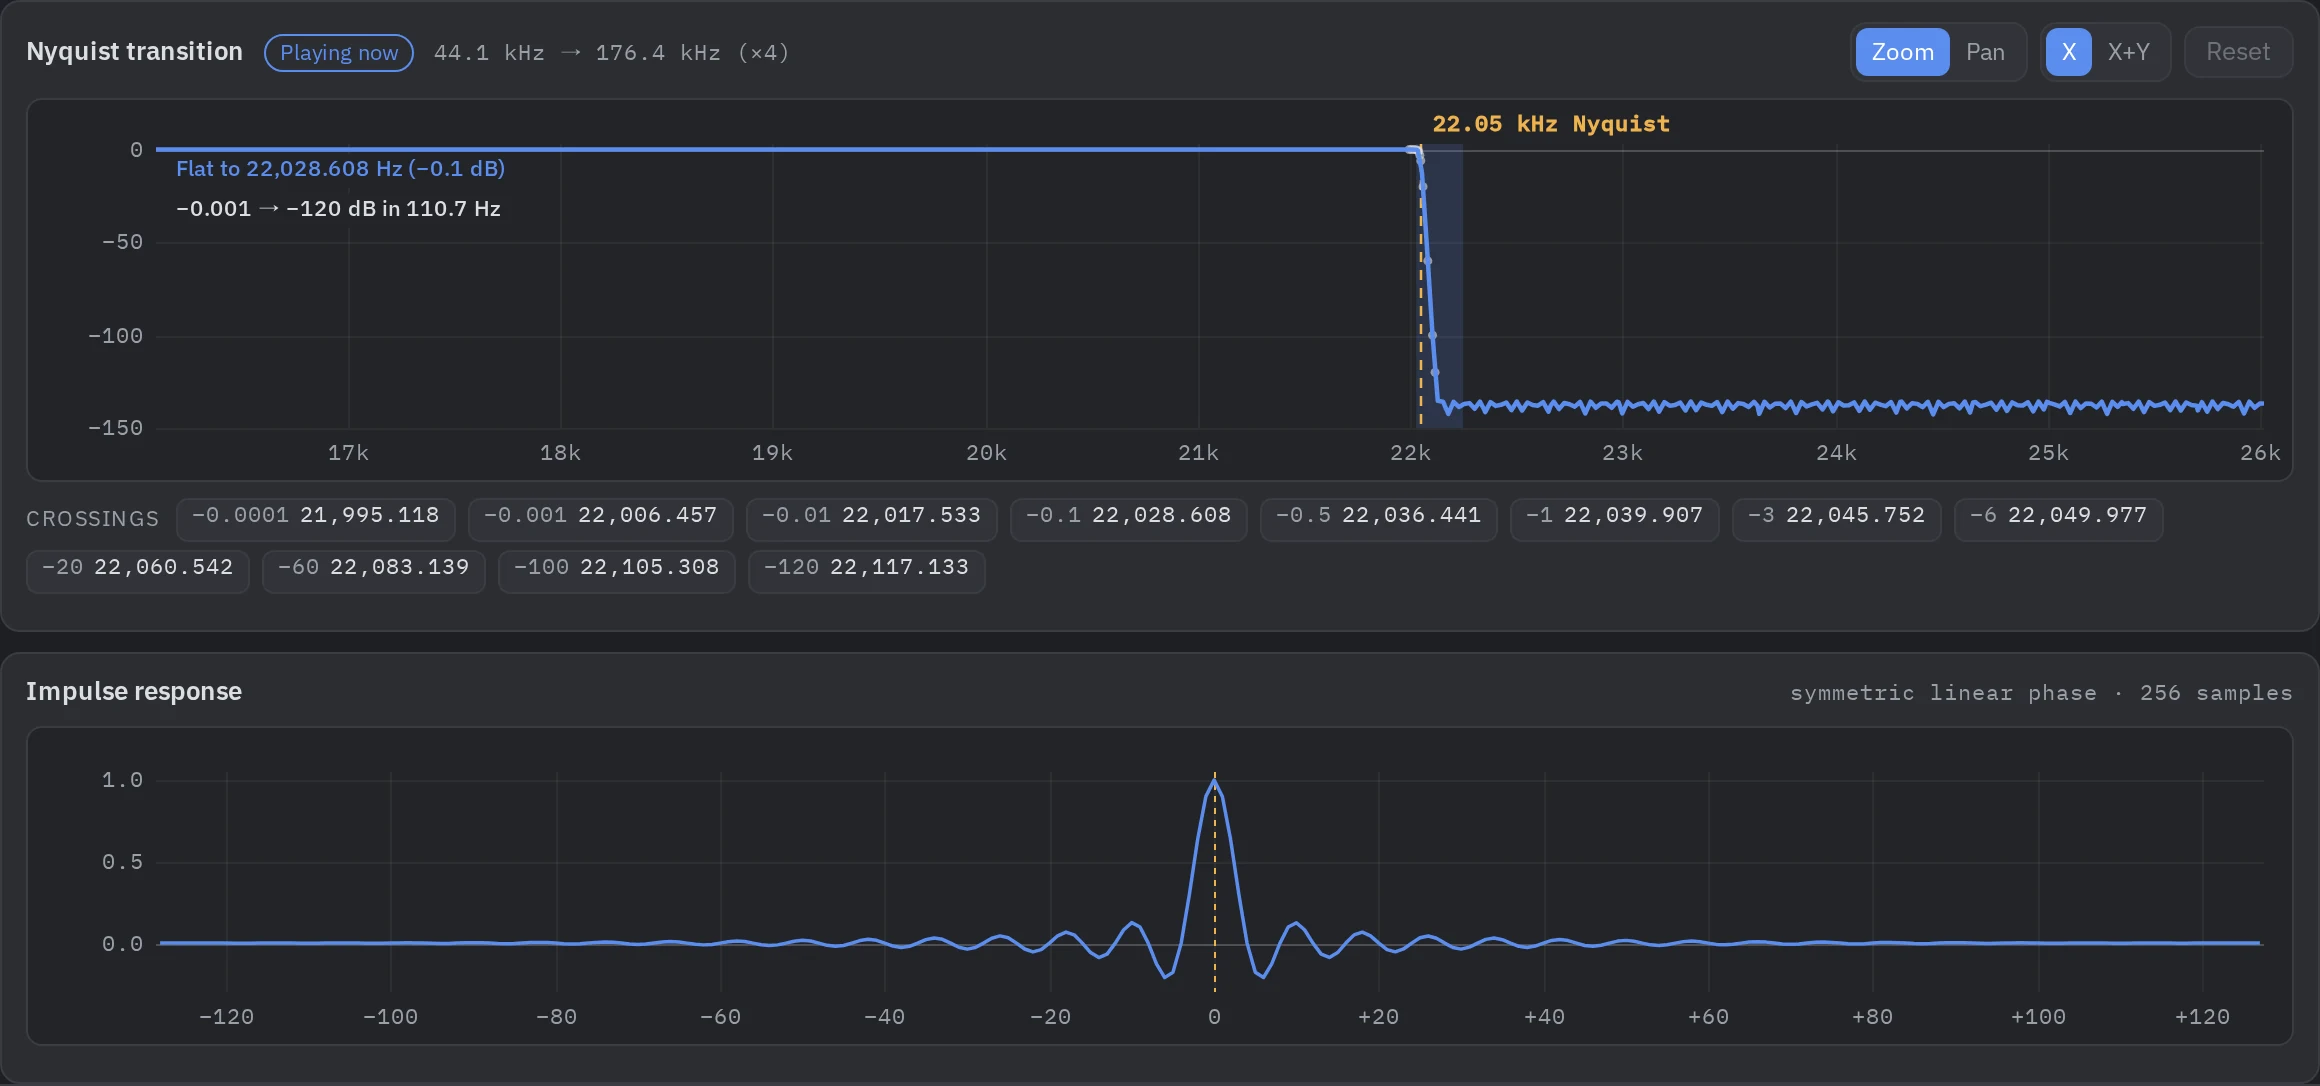 Nyquist transition Playing now 44.1 kHz → 176.4 kHz (×4) Zoom Pan X X+Y Reset
22.05 kHz Nyquist
0
Flat to 22,028.608 Hz (−0.1 dB)
−0.001 → −120 dB in 110.7 Hz
−50
−100
−150
17k 18k 19k 20k 21k 22k 23k 24k 25k 26k
CROSSINGS −0.0001 21,995.118 −0.001 22,006.457 −0.01 22,017.533 −0.1 22,028.608 −0.5 22,036.441 −1 22,039.907 −3 22,045.752 −6 22,049.977
−20 22,060.542 −60 22,083.139 −100 22,105.308 −120 22,117.133
Impulse response symmetric linear phase · 256 samples
1.0
0.5
0.0
−120 −100 −80 −60 −40 −20 0 +20 +40 +60 +80 +100 +120